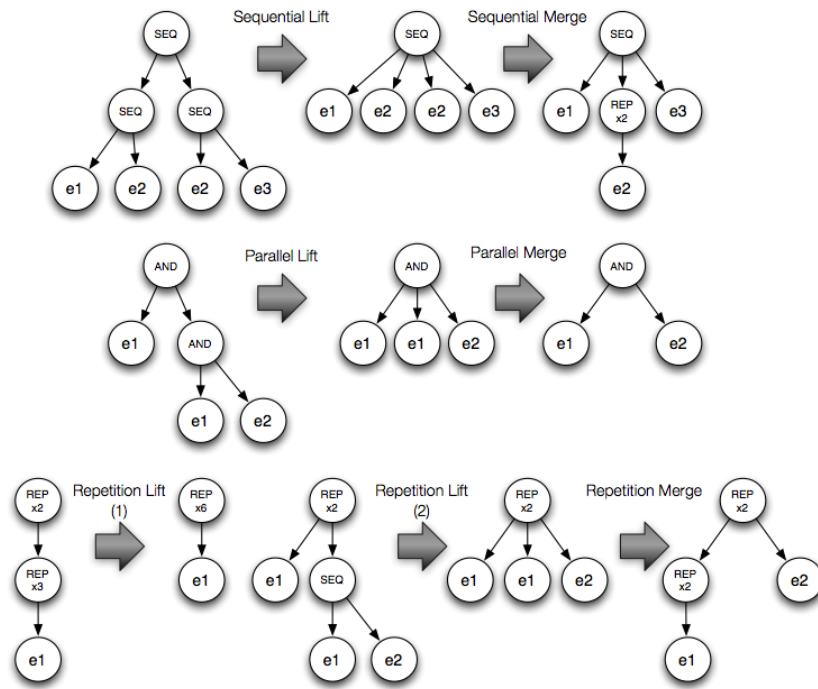 Sequential Lift
Sequential Merge
SEQ
SEQ
SEQ
SEQ
SEQ
e1
e2
e2
e3
e1
REP
x2
e3
e1
e2
e2
e3
e2
Parallel Lift
Parallel Merge
AND
AND
AND
e1
AND
e1
e1
e2
e1
e2
e1
e2
Repetition Lift
(1)
Repetition Lift
(2)
Repetition Merge
REP
x2
REP
x6
REP
x2
REP
x2
REP
x2
REP
x3
e1
e1
SEQ
e1
e1
e2
REP
x2
e2
e1
e1
e2
e1